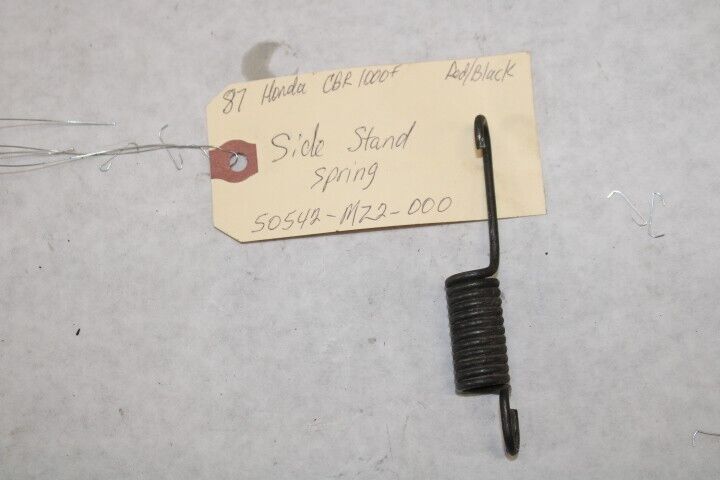 87 Honda CBR 1000f Red/Black
Side Stand
Spring
50542-MZ2-000